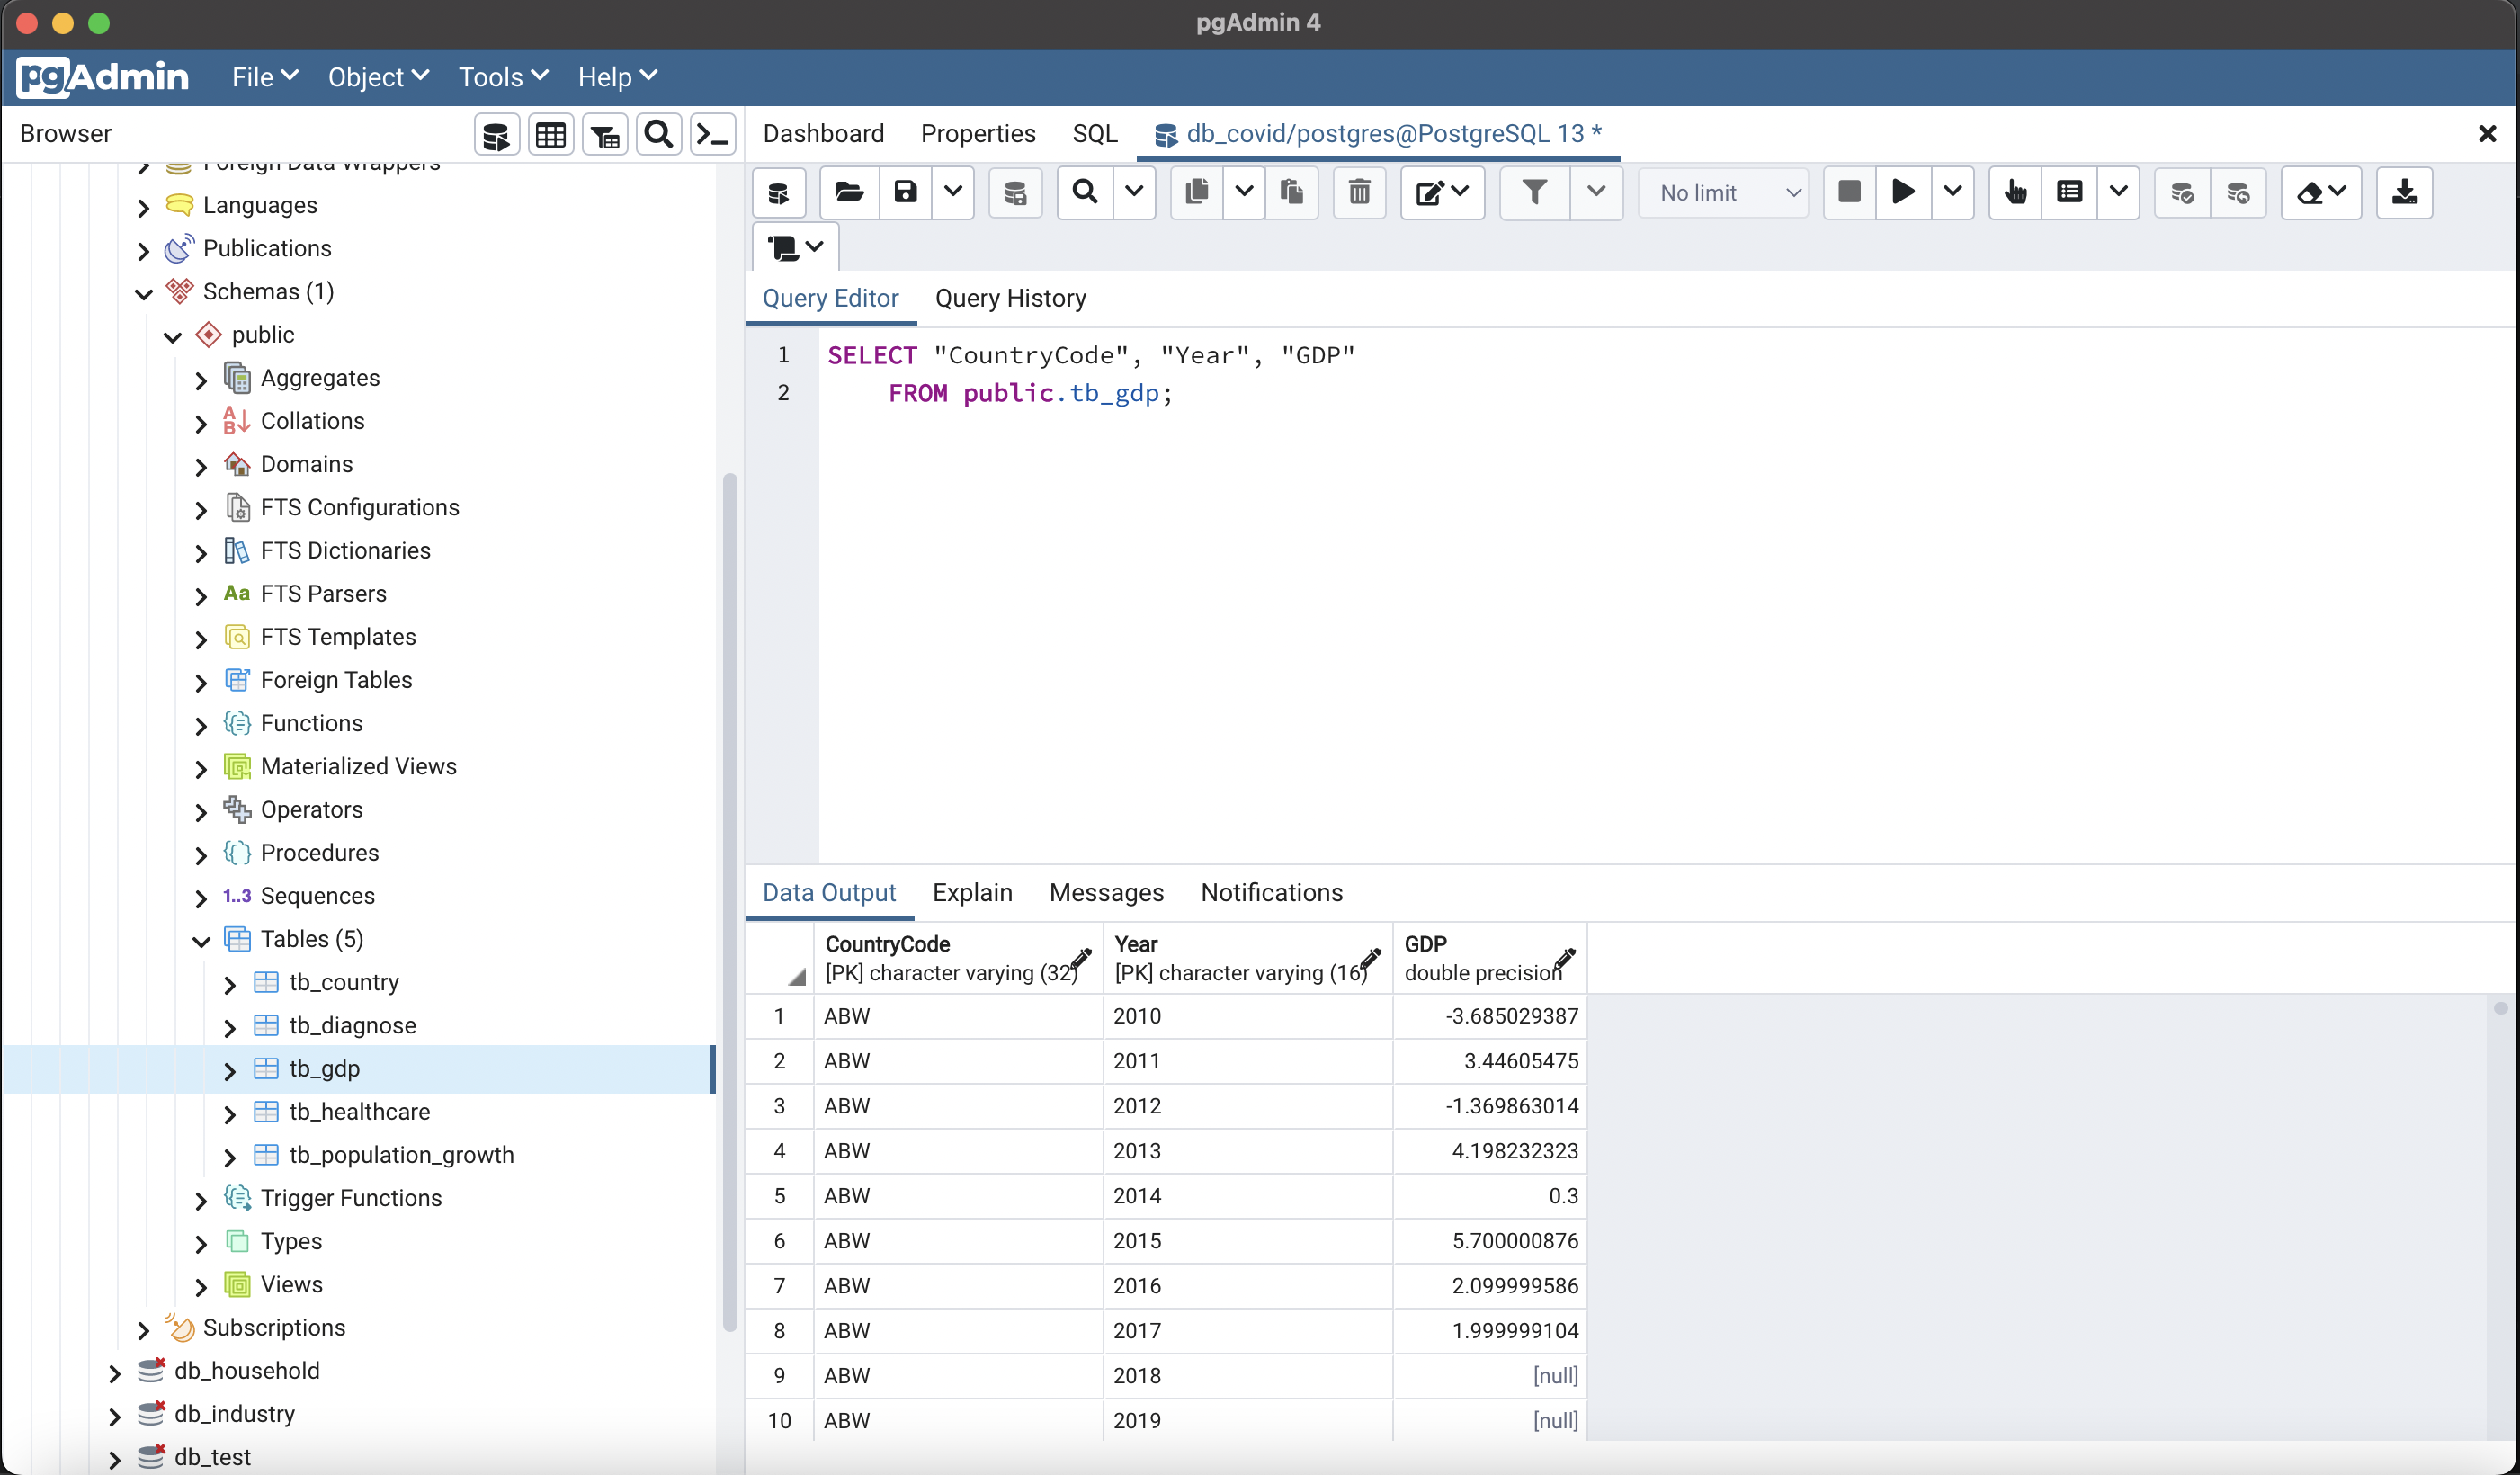 pgAdmin 4
pgAdmin File Object Tools Help
Browser
Dashboard Properties SQL db_covid/postgres@PostgreSQL 13 *
Foreign Data Wrappers
Languages
Publications
Schemas (1)
public
Aggregates
Collations
Domains
FTS Configurations
FTS Dictionaries
Aa FTS Parsers
FTS Templates
Foreign Tables
Functions
Materialized Views
Operators
Procedures
1..3 Sequences
Tables (5)
tb_country
tb_diagnose
tb_gdp
tb_healthcare
tb_population_growth
Trigger Functions
Types
Views
Subscriptions
db_household
db_industry
db_test
No limit
Query Editor Query History
1 SELECT "CountryCode", "Year", "GDP"
2 FROM public.tb_gdp;
Data Output Explain Messages Notifications
CountryCode Year GDP
[PK] character varying (32) [PK] character varying (16) double precision
1 ABW 2010 -3.685029387
2 ABW 2011 3.44605475
3 ABW 2012 -1.369863014
4 ABW 2013 4.198232323
5 ABW 2014 0.3
6 ABW 2015 5.700000876
7 ABW 2016 2.099999586
8 ABW 2017 1.999999104
9 ABW 2018 [null]
10 ABW 2019 [null]